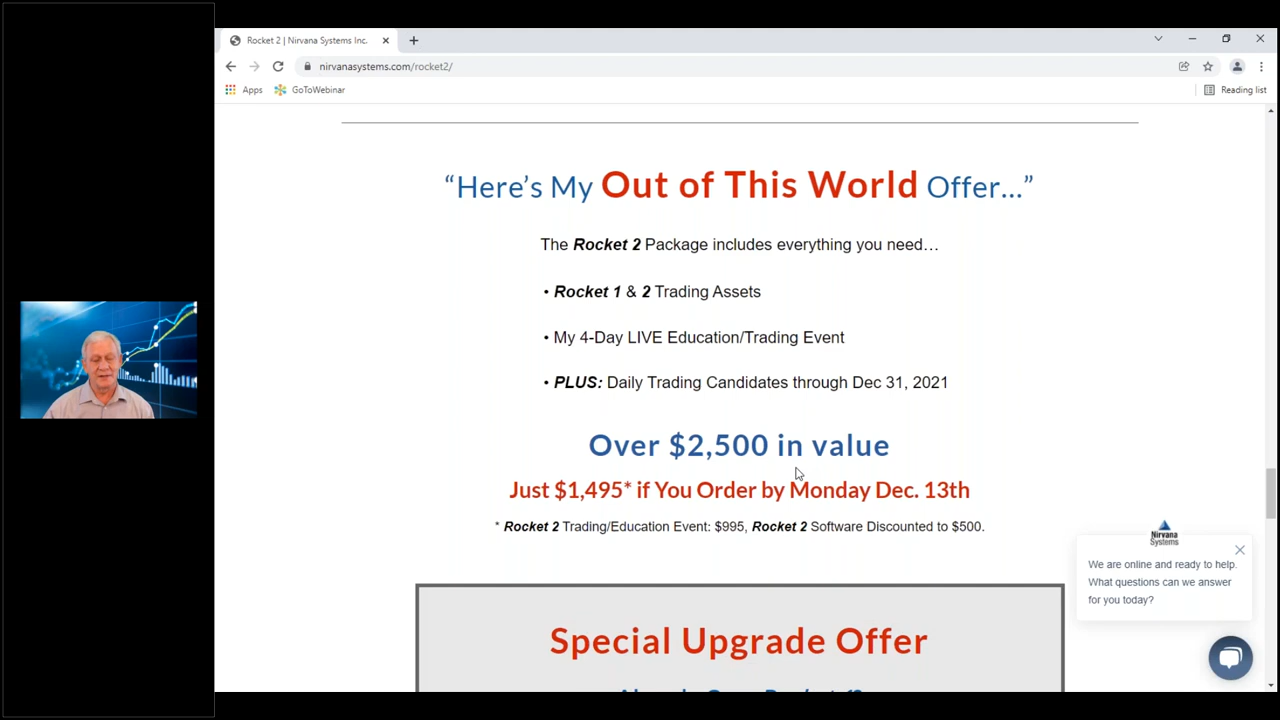 Rocket 2 | Nirvana Systems Inc.
nirvanasystems.com/rocket2/
Apps GoToWebinar Reading list
“Here’s My Out of This World Offer…”
The Rocket 2 Package includes everything you need…
• Rocket 1 & 2 Trading Assets
• My 4-Day LIVE Education/Trading Event
• PLUS: Daily Trading Candidates through Dec 31, 2021
Over $2,500 in value
Just $1,495* if You Order by Monday Dec. 13th
* Rocket 2 Trading/Education Event: $995, Rocket 2 Software Discounted to $500.
Nirvana
Systems
We are online and ready to help.
What questions can we answer
for you today?
Special Upgrade Offer